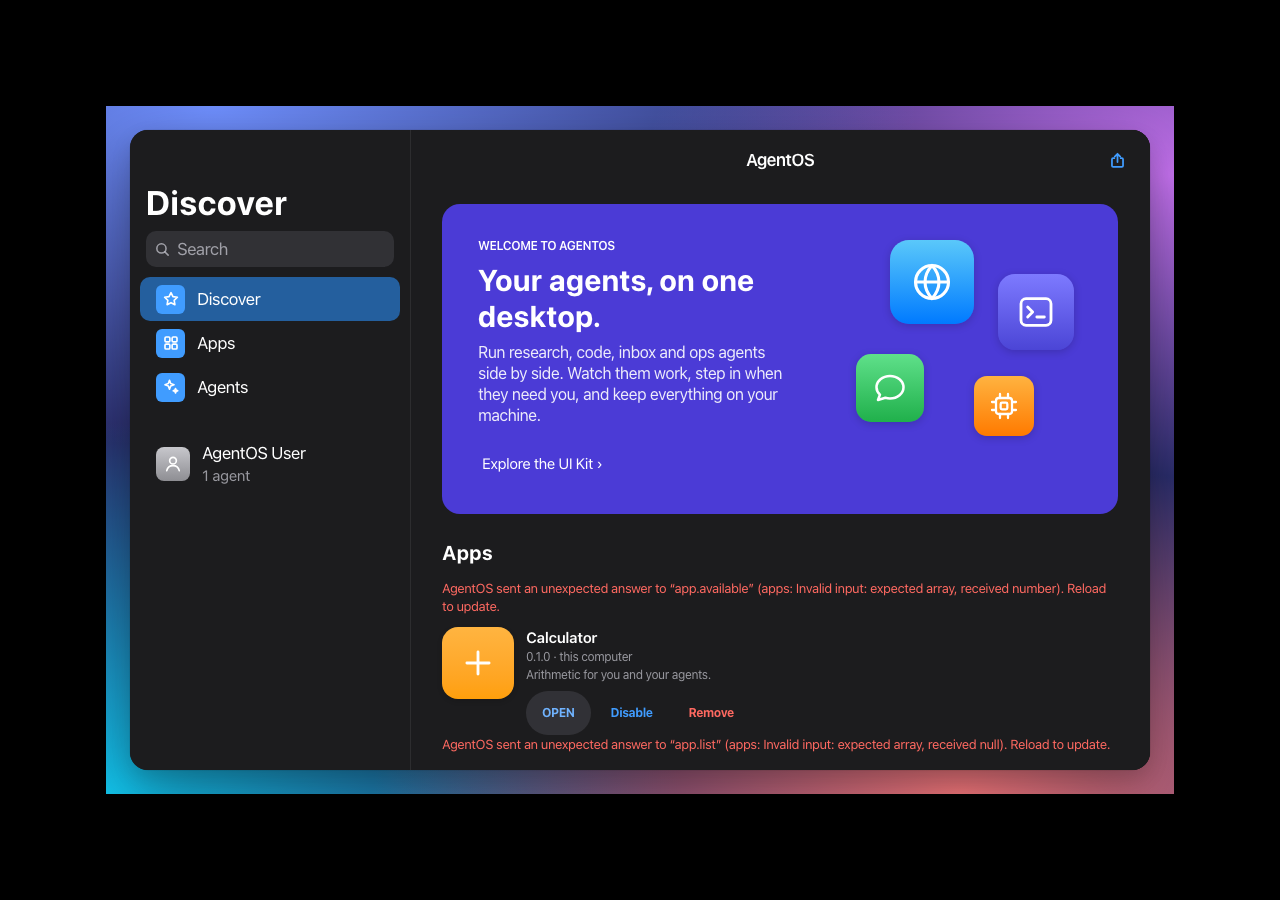 AgentOS
Discover
Search
Discover
Apps
Agents
AgentOS User
1 agent
WELCOME TO AGENTOS
Your agents, on one
desktop.
Run research, code, inbox and ops agents
side by side. Watch them work, step in when
they need you, and keep everything on your
machine.
Explore the UI Kit ›
Apps
AgentOS sent an unexpected answer to “app.available” (apps: Invalid input: expected array, received number). Reload
to update.
Calculator
0.1.0 · this computer
Arithmetic for you and your agents.
OPEN Disable Remove
AgentOS sent an unexpected answer to “app.list” (apps: Invalid input: expected array, received null). Reload to update.